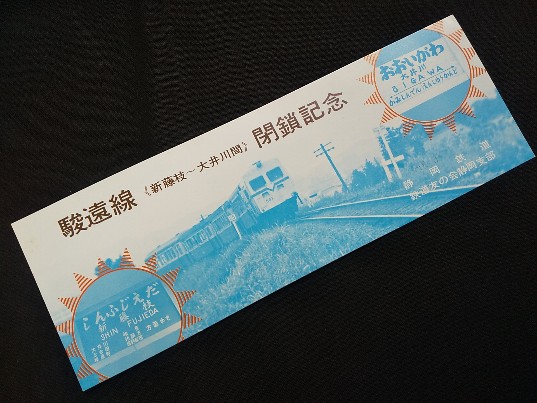 駿遠線《新藤枝～大井川間》閉鎖記念
おおいがわ
大井川
OIGAWA
静岡鉄道
鉄道友の会静岡支部
しんふじえだ
新藤枝
SHIN FUJIEDA